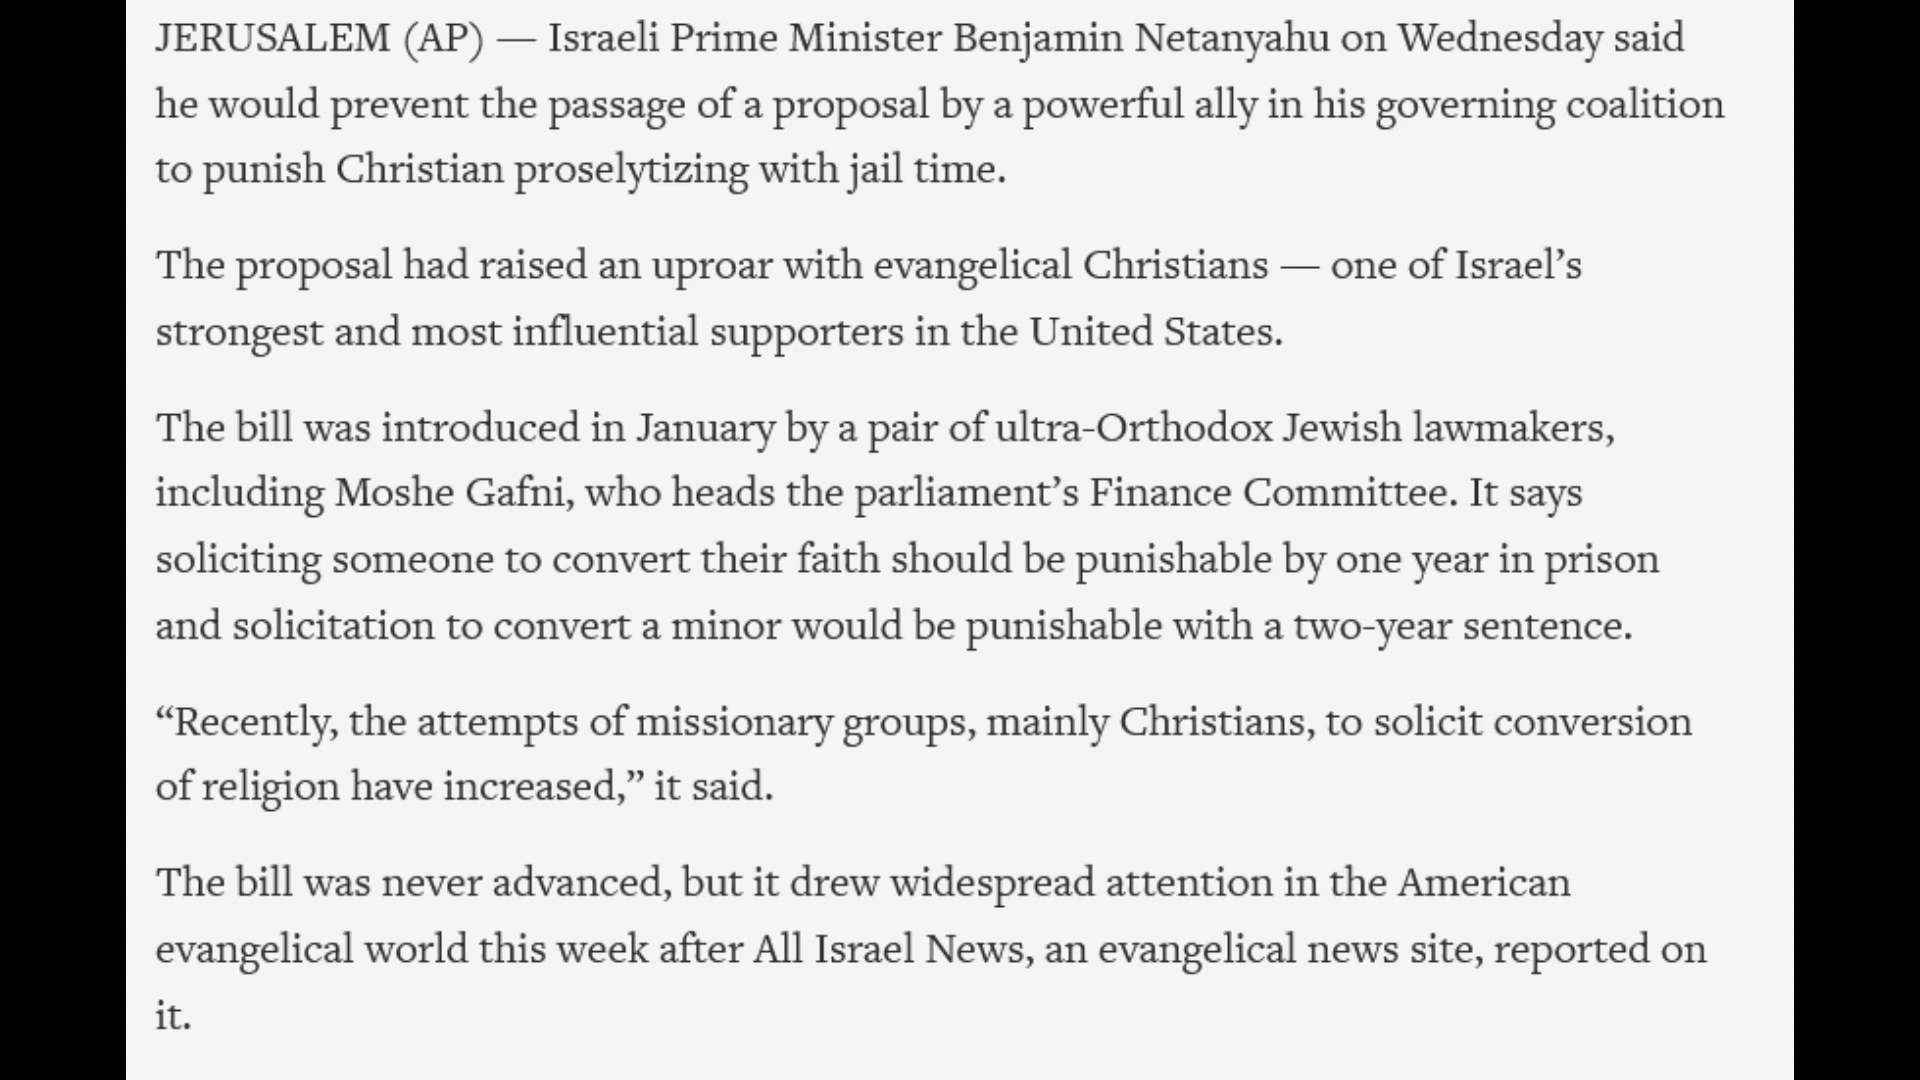 JERUSALEM (AP) — Israeli Prime Minister Benjamin Netanyahu on Wednesday said
he would prevent the passage of a proposal by a powerful ally in his governing coalition
to punish Christian proselytizing with jail time.
The proposal had raised an uproar with evangelical Christians — one of Israel’s
strongest and most influential supporters in the United States.
The bill was introduced in January by a pair of ultra-Orthodox Jewish lawmakers,
including Moshe Gafni, who heads the parliament’s Finance Committee. It says
soliciting someone to convert their faith should be punishable by one year in prison
and solicitation to convert a minor would be punishable with a two-year sentence.
“Recently, the attempts of missionary groups, mainly Christians, to solicit conversion
of religion have increased,” it said.
The bill was never advanced, but it drew widespread attention in the American
evangelical world this week after All Israel News, an evangelical news site, reported on
it.